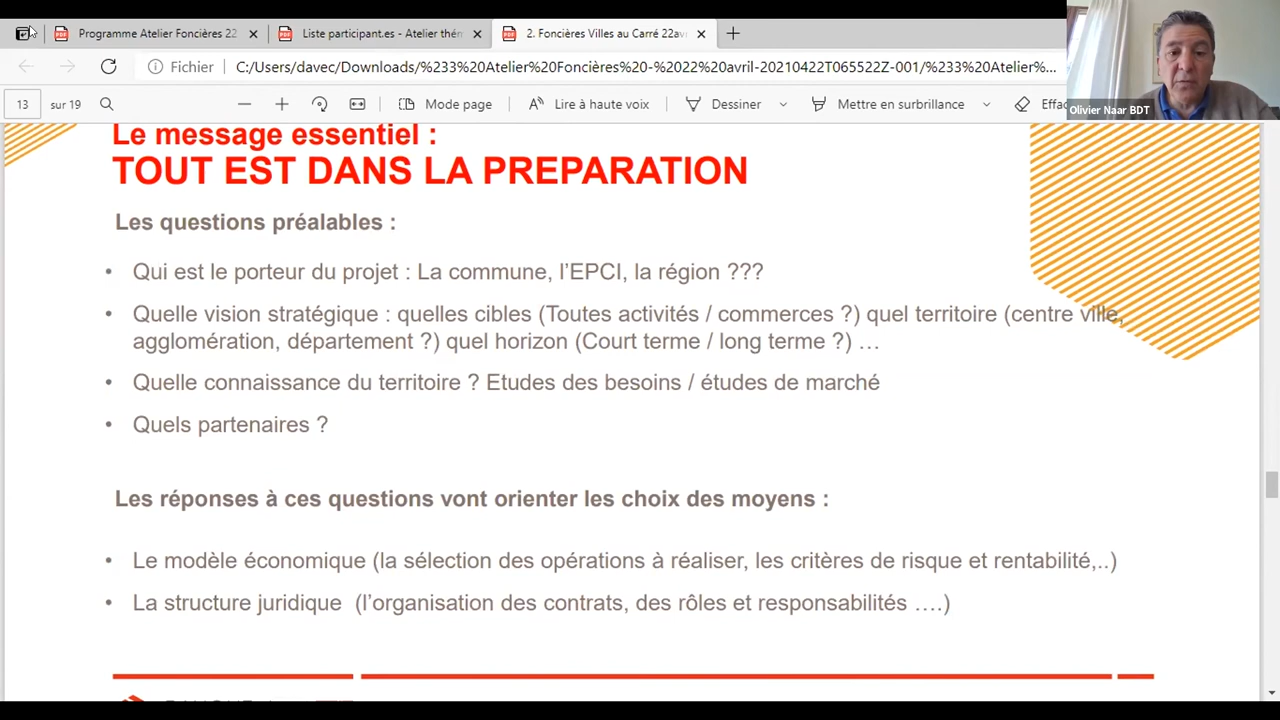 Programme Atelier Foncières 22
Liste participant.es - Atelier thén
2. Foncières Villes au Carré 22av
Fichier
C:/Users/davec/Downloads/%233%20Atelier%20Foncières%20-%2022%20avril-20210422T065522Z-001/%233%20Atelier%...
13 sur 19
Mode page
Lire à haute voix
Dessiner
Mettre en surbrillance
Effa
Olivier Naar BDT
Le message essentiel :
TOUT EST DANS LA PREPARATION
Les questions préalables :
• Qui est le porteur du projet : La commune, l'EPCI, la région ???
• Quelle vision stratégique : quelles cibles (Toutes activités / commerces ?) quel territoire (centre ville,
agglomération, département ?) quel horizon (Court terme / long terme ?) …
• Quelle connaissance du territoire ? Etudes des besoins / études de marché
• Quels partenaires ?
Les réponses à ces questions vont orienter les choix des moyens :
• Le modèle économique (la sélection des opérations à réaliser, les critères de risque et rentabilité,..)
• La structure juridique (l'organisation des contrats, des rôles et responsabilités ….)